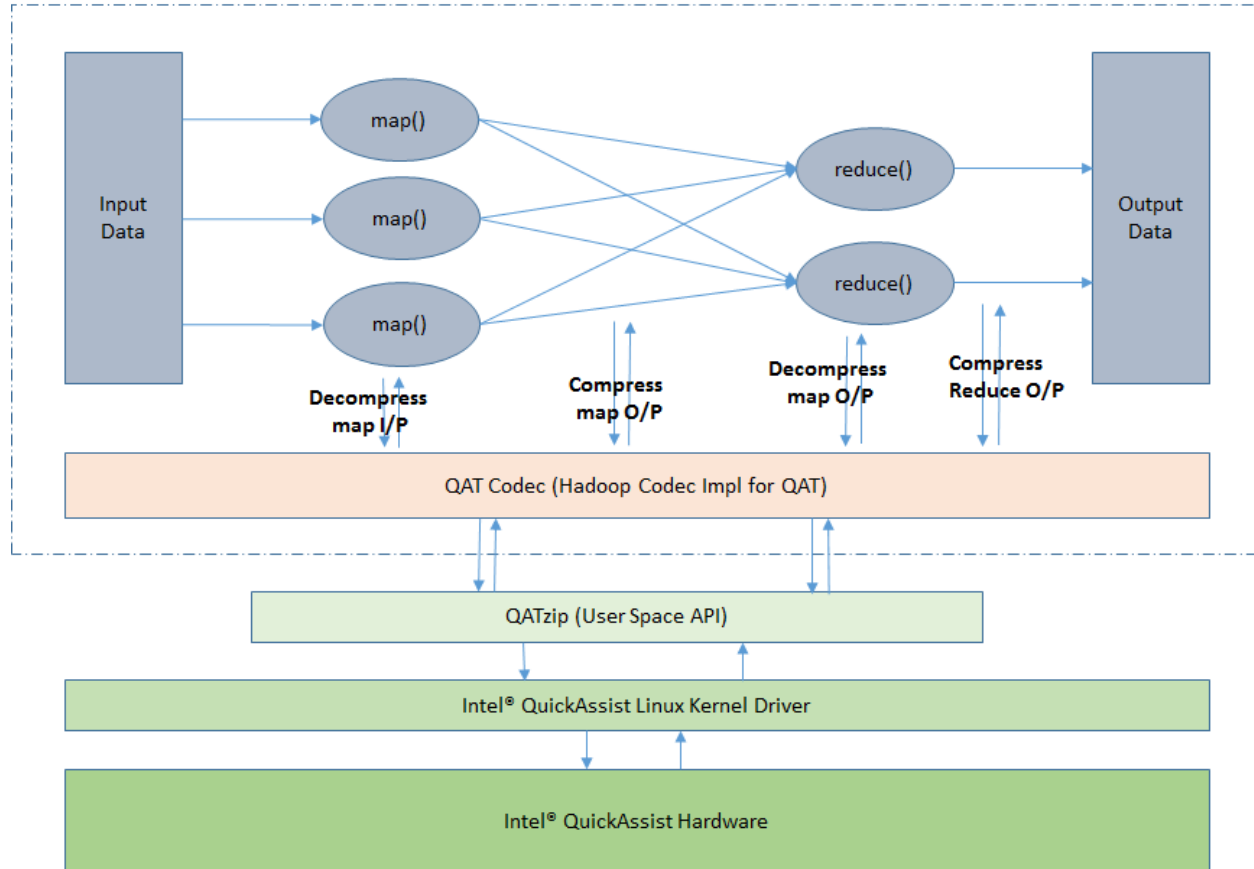 map()
map()
map()
reduce()
reduce()
Input
Data
Output
Data
Decompress
map I/P
Compress
map O/P
Decompress
map O/P
Compress
Reduce O/P
QAT Codec (Hadoop Codec Impl for QAT)
QATzip (User Space API)
Intel® QuickAssist Linux Kernel Driver
Intel® QuickAssist Hardware